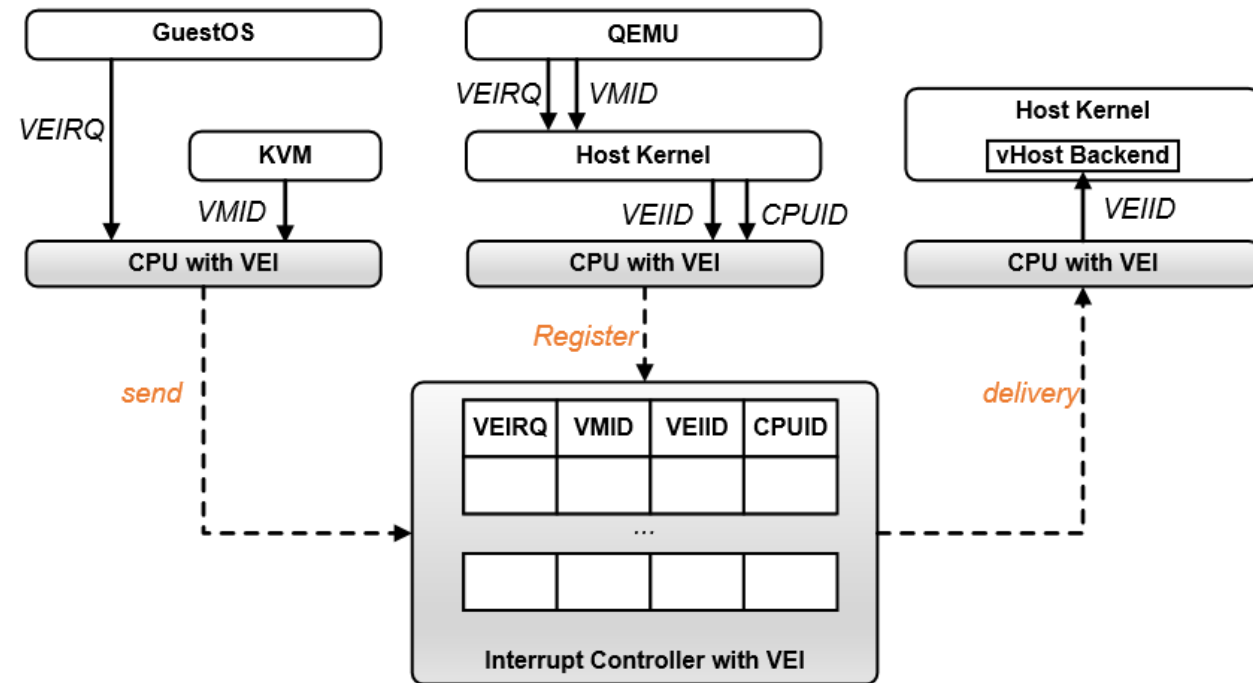 GuestOS
QEMU
VEIRQ
VEIRQ
VMID
Host Kernel
vHost Backend
KVM
Host Kernel
VMID
VEIID
CPUID
VEIID
CPU with VEI
CPU with VEI
CPU with VEI
send
Register
delivery
VEIRQ VMID VEIID CPUID
...
Interrupt Controller with VEI